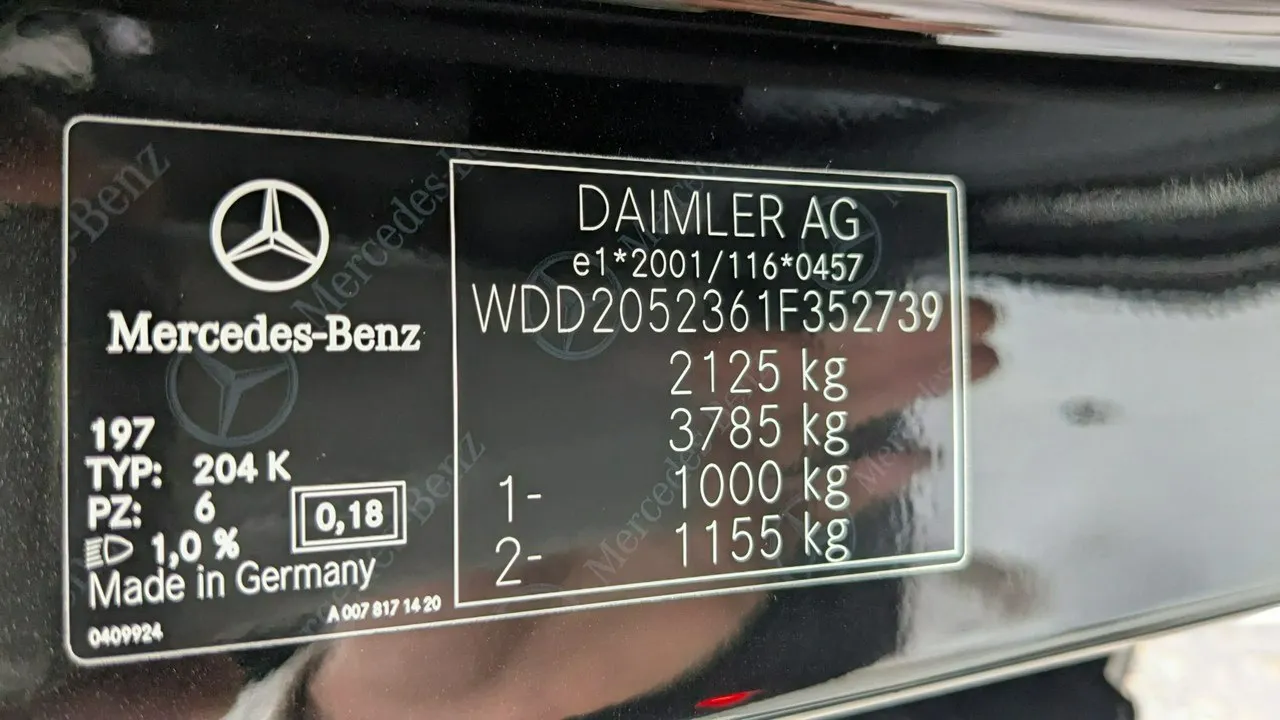 Mercedes-Benz
197
TYP: 204 K
PZ: 6
0,18
1,0 %
Made in Germany
A 007 817 14 20
0409924
DAIMLER AG
e1*2001/116*0457
WDD2052361F352739
2125 kg
3785 kg
1- 1000 kg
2- 1155 kg